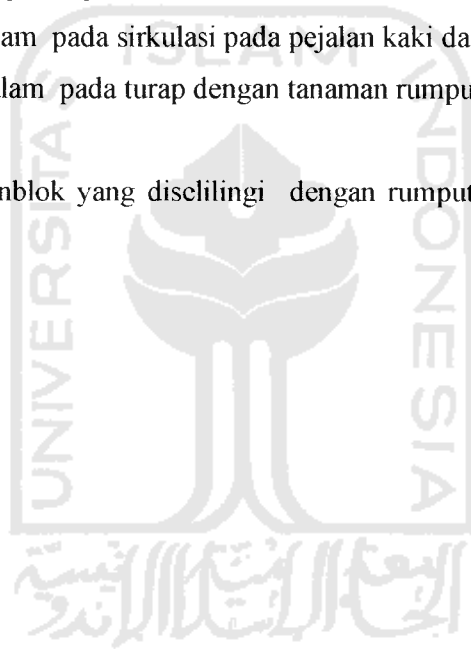 am pada sirkulasi pada pejalan kaki da
alam pada turap dengan tanaman rumpu
nblok yang disclilingi dengan rumput
ISLAM
UNIVERSITAS
INDONESIA